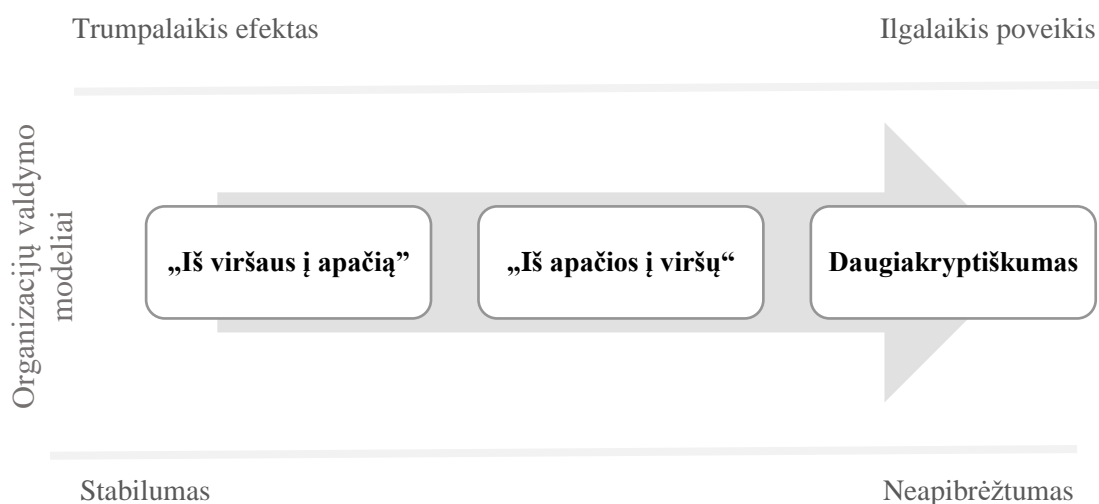 Trumpalaikis efektas
Ilgalaikis poveikis
Organizacijų valdymo
modeliai
„Iš viršaus į apačią”
„Iš apačios į viršų“
Daugiakryptiškumas
Stabilumas
Neapibrėžtumas